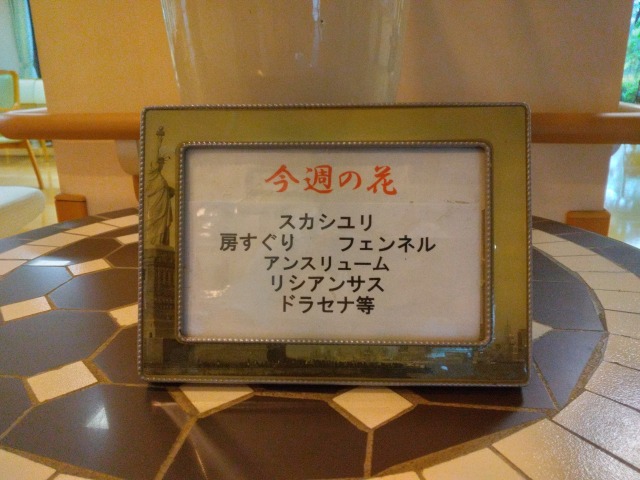 今週の花
スカシユリ
房すぐり　　フェンネル
アンスリューム
リシアンサス
ドラセナ等